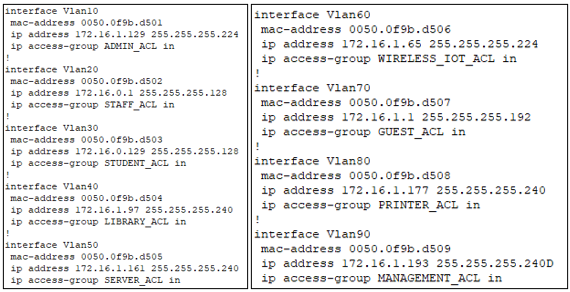 interface Vlan10
mac-address 0050.0f9b.d501
ip address 172.16.1.129 255.255.255.224
ip access-group ADMIN_ACL in
!
interface Vlan20
mac-address 0050.0f9b.d502
ip address 172.16.0.1 255.255.255.128
ip access-group STAFF_ACL in
!
interface Vlan30
mac-address 0050.0f9b.d503
ip address 172.16.0.129 255.255.255.128
ip access-group STUDENT_ACL in
!
interface Vlan40
mac-address 0050.0f9b.d504
ip address 172.16.1.97 255.255.255.240
ip access-group LIBRARY_ACL in
!
interface Vlan50
mac-address 0050.0f9b.d505
ip address 172.16.1.161 255.255.255.240
ip access-group SERVER_ACL in
interface Vlan60
mac-address 0050.0f9b.d506
ip address 172.16.1.65 255.255.255.224
ip access-group WIRELESS_IOT_ACL in
!
interface Vlan70
mac-address 0050.0f9b.d507
ip address 172.16.1.1 255.255.255.192
ip access-group GUEST_ACL in
!
interface Vlan80
mac-address 0050.0f9b.d508
ip address 172.16.1.177 255.255.255.240
ip access-group PRINTER_ACL in
!
interface Vlan90
mac-address 0050.0f9b.d509
ip address 172.16.1.193 255.255.255.240D
ip access-group MANAGEMENT_ACL in